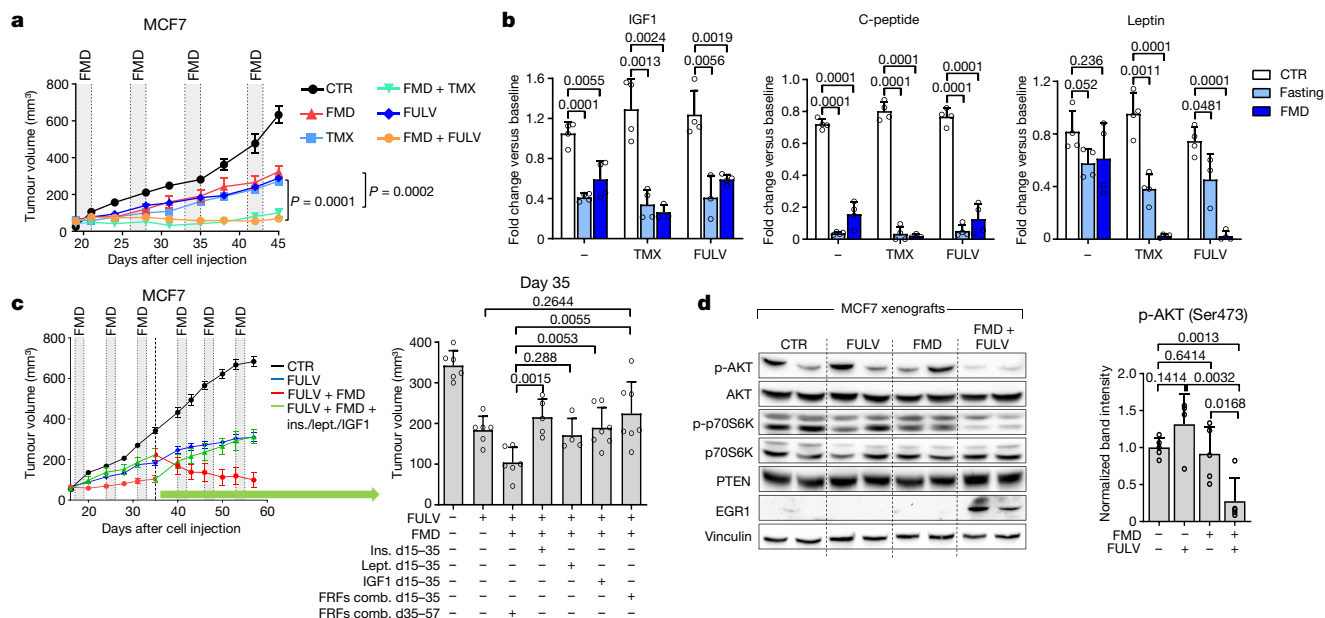 a
MCF7
FMD
FMD
FMD
FMD
800
600
400
200
0
Tumour volume (mm³)
20 25 30 35 40 45
Days after cell injection
CTR
FMD
TMX
FMD + TMX
FULV
FMD + FULV
P = 0.0001
P = 0.0002
b
IGF1
Fold change versus baseline
1.6
1.2
0.8
0.4
0
0.0055
0.0001
0.0024
0.0013
0.0019
0.0056
– TMX FULV
C-peptide
Fold change versus baseline
1.0
0.8
0.6
0.4
0.2
0
0.0001
0.0001
0.0001
0.0001
0.0001
0.0001
– TMX FULV
Leptin
Fold change versus baseline
1.2
0.8
0.4
0
0.236
0.052
0.0001
0.0011
0.0001
0.0481
– TMX FULV
CTR
Fasting
FMD
c
MCF7
FMD
FMD
FMD
FMD
FMD
FMD
800
600
400
200
0
Tumour volume (mm³)
20 30 40 50 60
Days after cell injection
CTR
FULV
FULV + FMD
FULV + FMD +
ins./lept./IGF1
Day 35
Tumour volume (mm³)
400
300
200
100
0
0.2644
0.0055
0.0053
0.288
0.0015
FULV – + + + + + +
FMD – – + + + + +
Ins. d15–35 – – – + – – –
Lept. d15–35 – – – – + – –
IGF1 d15–35 – – – – – + –
FRFs comb. d15–35 – – – – – – +
FRFs comb. d35–57 – – + – – – –
d
MCF7 xenografts
CTR FULV FMD FMD +
FULV
p-AKT
AKT
p-p70S6K
p70S6K
PTEN
EGR1
Vinculin
p-AKT (Ser473)
Normalized band intensity
2.0
1.5
1.0
0.5
0
0.0013
0.6414
0.1414 0.0032
0.0168
FMD – – + +
FULV – + – +